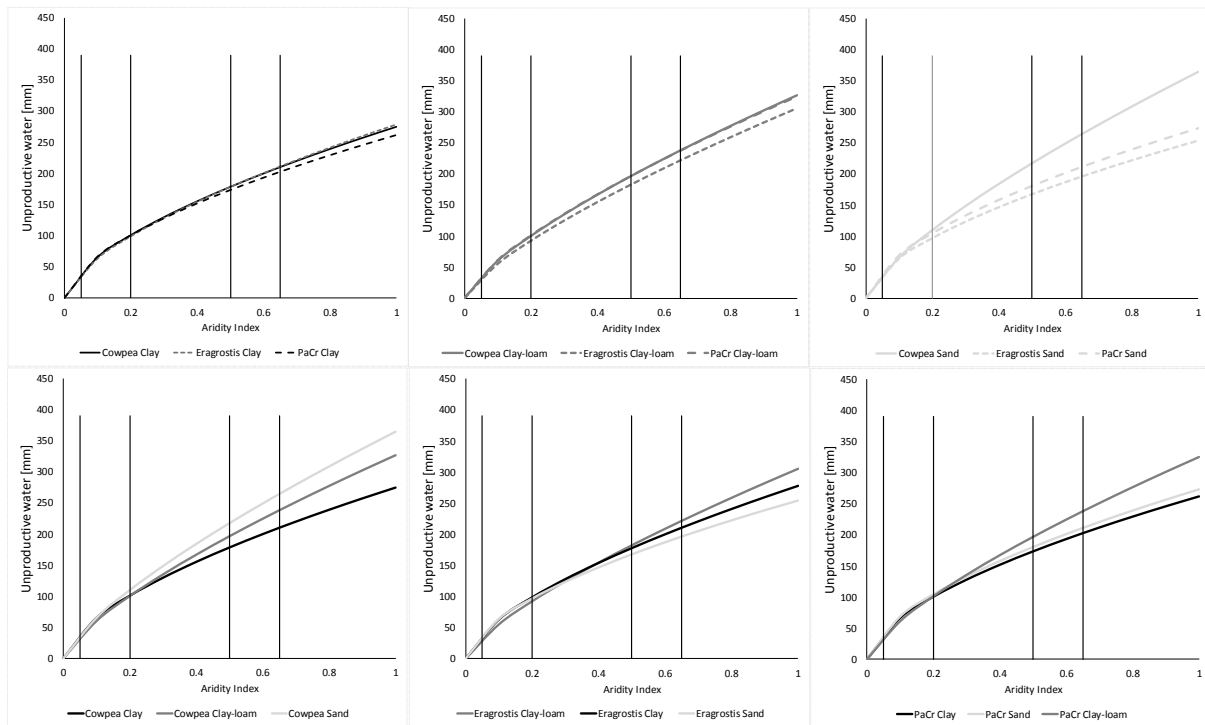 450
400
350
300
250
200
150
100
50
0
Unproductive water [mm]
0 0.2 0.4 0.6 0.8 1
Aridity Index
Cowpea Clay Eragrostis Clay PaCr Clay
450
400
350
300
250
200
150
100
50
0
Unproductive water [mm]
0 0.2 0.4 0.6 0.8 1
Aridity Index
Cowpea Clay-loam Eragrostis Clay-loam PaCr Clay-loam
450
400
350
300
250
200
150
100
50
0
Unproductive water [mm]
0 0.2 0.4 0.6 0.8 1
Aridity Index
Cowpea Sand Eragrostis Sand PaCr Sand
450
400
350
300
250
200
150
100
50
0
Unproductive water [mm]
0 0.2 0.4 0.6 0.8 1
Aridity Index
Cowpea Clay Cowpea Clay-loam Cowpea Sand
450
400
350
300
250
200
150
100
50
0
Unproductive water [mm]
0 0.2 0.4 0.6 0.8 1
Aridity Index
Eragrostis Clay-loam Eragrostis Clay Eragrostis Sand
450
400
350
300
250
200
150
100
50
0
Unproductive water [mm]
0 0.2 0.4 0.6 0.8 1
Aridity Index
PaCr Clay PaCr Sand PaCr Clay-loam